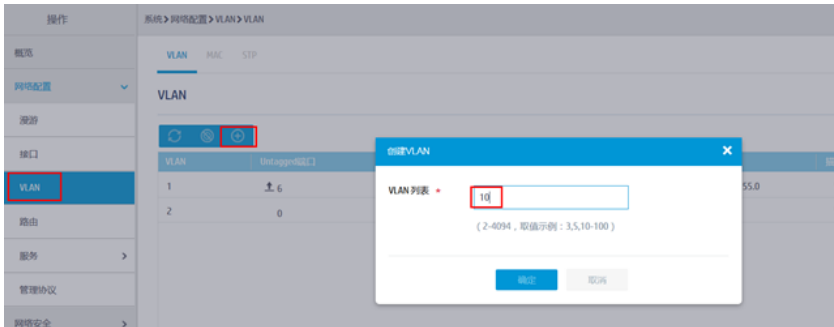 操作
系统>网络配置>VLAN>VLAN
概览
网络配置
漫游
接口
VLAN
路由
服务
管理协议
网络安全
VLAN MAC STP
VLAN
VLAN Untagged端口
1 6 55.0
2 0
创建VLAN
VLAN 列表 * 10
( 2-4094 , 取值示例 : 3,5,10-100 )
确定 取消